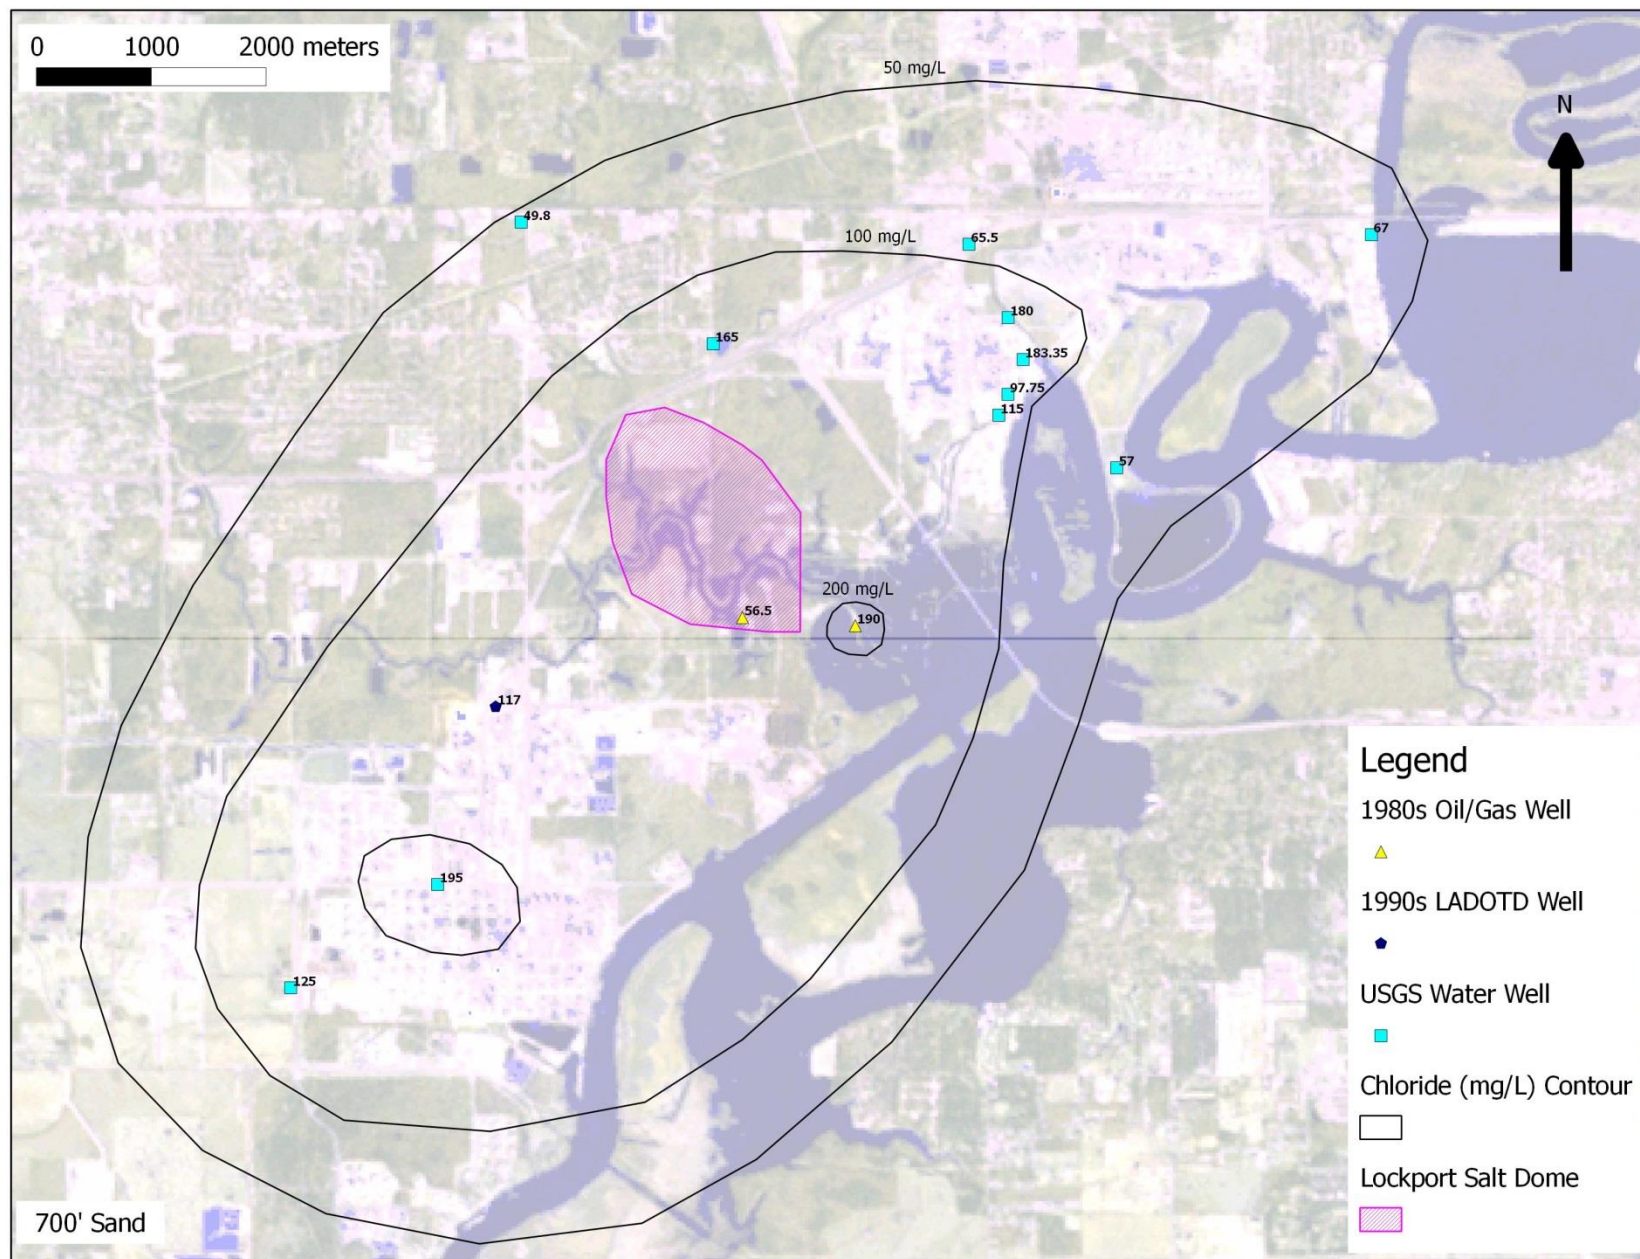 0 1000 2000 meters
50 mg/L
N
49.8
100 mg/L
65.5
67
180
165
183.35
97.75
115
57
200 mg/L
56.5
190
117
195
125
Legend
1980s Oil/Gas Well
1990s LADOTD Well
USGS Water Well
Chloride (mg/L) Contour
Lockport Salt Dome
700' Sand